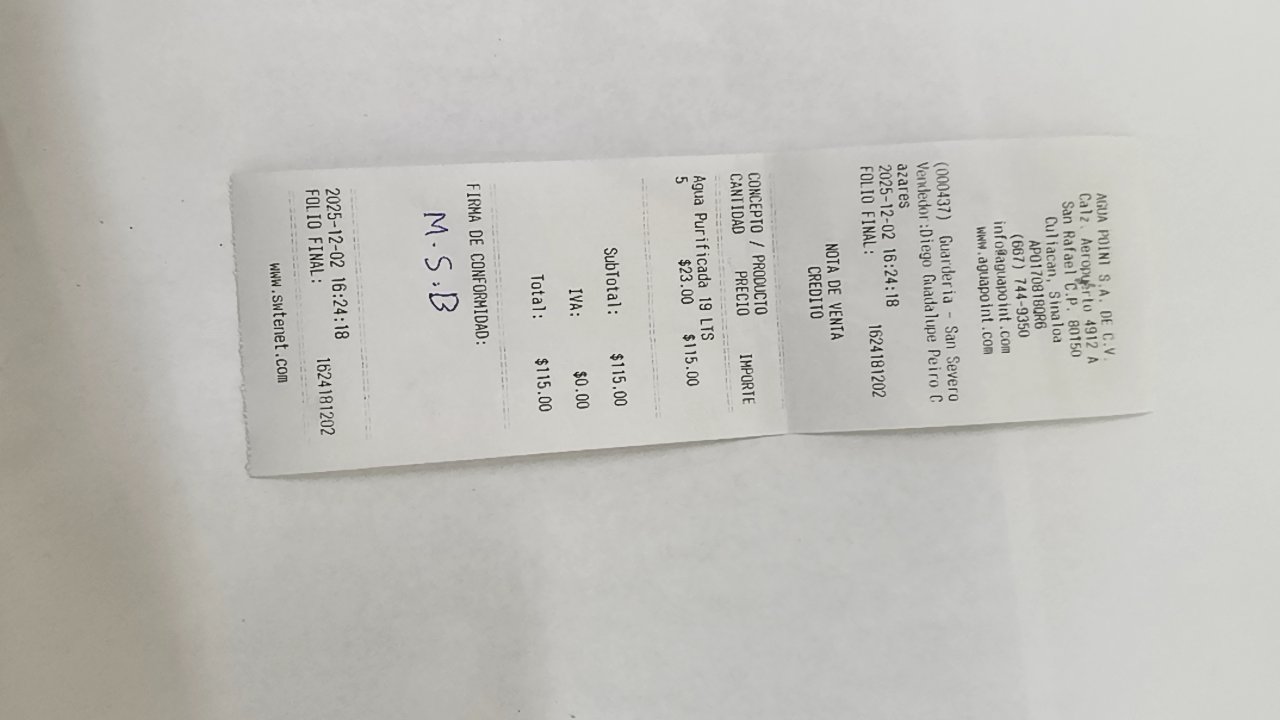 AGUA POINT S.A. DE C.V.
Calz. Aeropuerto 4912 A
San Rafael C.P. 80150
Culiacan, Sinaloa
APO170818QR6
(667) 744-9350
info@aguapoint.com
www.aguapoint.com
(000437) Guarderia - San Severo
Vendedor:Diego Guadalupe Peiro C
azares
2025-12-02 16:24:18
FOLIO FINAL: 1624181202
NOTA DE VENTA
CREDITO
CONCEPTO / PRODUCTO
CANTIDAD PRECIO IMPORTE
Agua Purificada 19 LTS
5 $23.00 $115.00
SubTotal: $115.00
IVA: $0.00
Total: $115.00
FIRMA DE CONFORMIDAD:
M.S.B
2025-12-02 16:24:18
FOLIO FINAL: 1624181202
www.swtenet.com